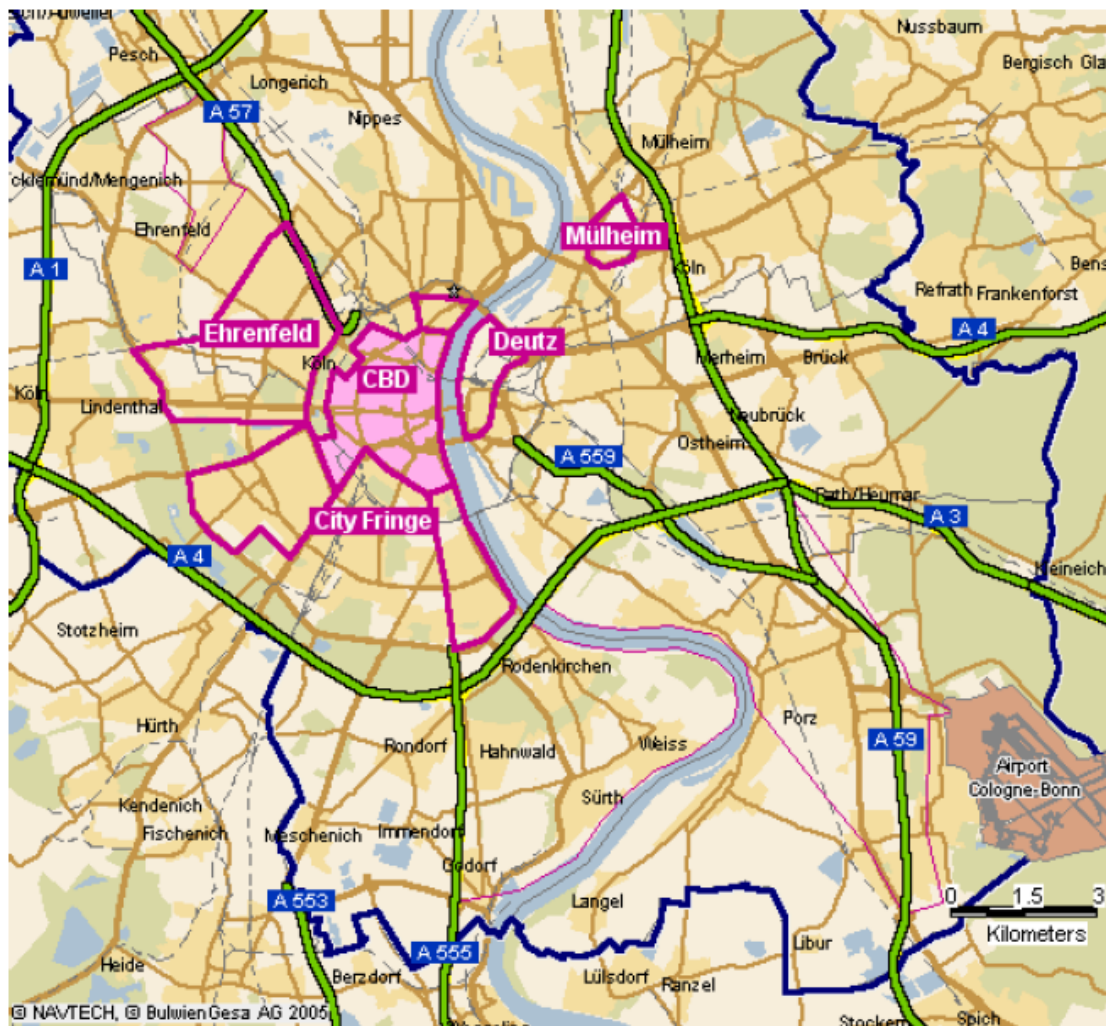 Pesch
Nussbaum
Bergisch Gla
Longerich
A 57
Nippes
Mülheim
cklemünd/Mengenich
Ehrenfeld
Mülheim
A 1
Köln
Bens
Refrath
Frankenforst
Ehrenfeld
Deutz
A 4
Köln
CBD
Merheim
Brück
Köln
Lindenthal
Neubrück
Ostheim
A 559
City Fringe
Rath/Heumar
A 3
A 4
Kleineich
Stotzheim
Rodenkirchen
Hürth
Porz
Rondorf
Hahnwald
Weiss
A 59
Airport
Cologne-Bonn
Sürth
Kendenich
Fischenich
Meschenich
Immendorf
Godorf
0 1.5 3
Kilometers
A 553
Langel
Libur
A 555
Heide
Berzdorf
Lülsdorf
Ranzel
© NAVTECH, © BulwienGesa AG 2005
Stocken
Spich